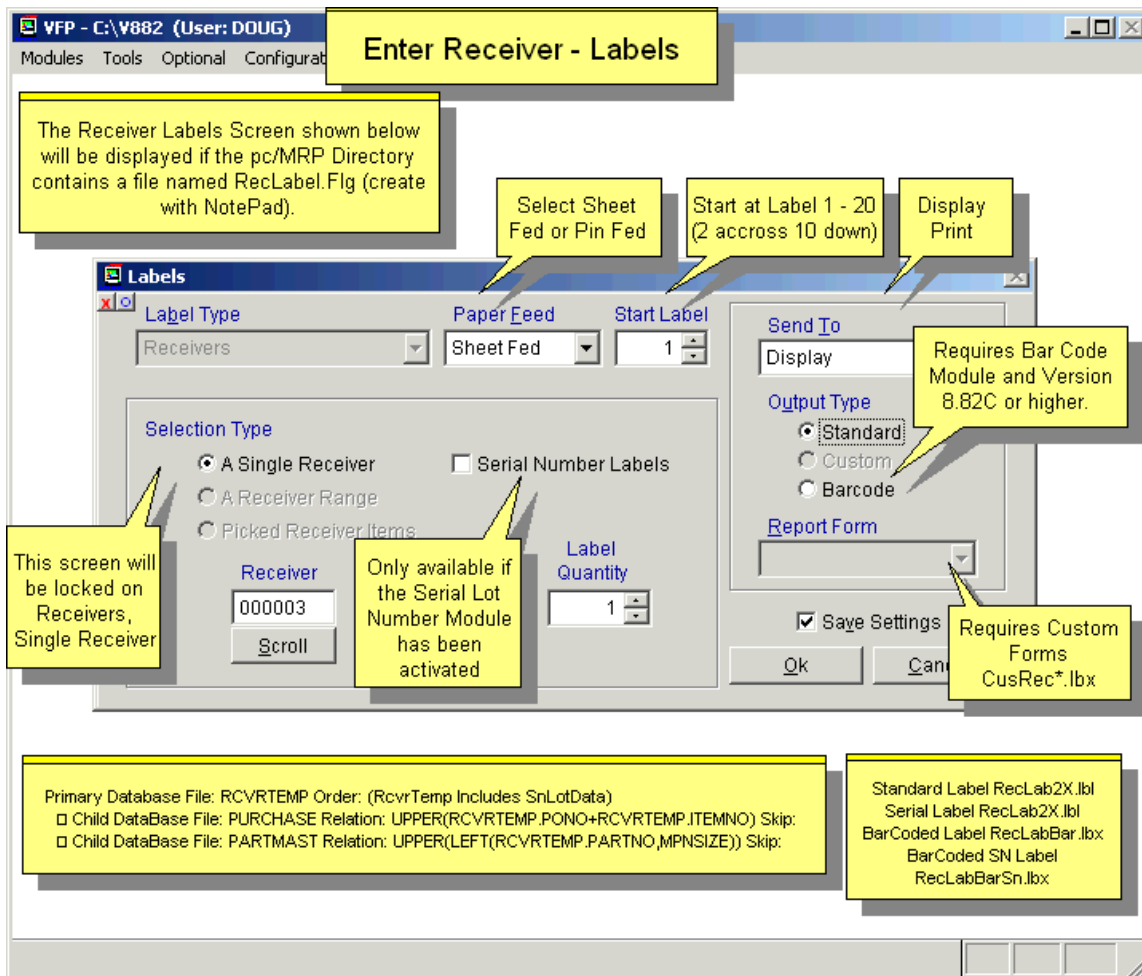 VFP - C:\V882 (User: DOUG)
Modules Tools Optional
Enter Receiver - Labels
The Receiver Labels Screen shown below
will be displayed if the pc/MRP Directory
contains a file named RecLabel.Flg (create
with NotePad).
Select Sheet
Fed or Pin Fed
Start at Label 1 - 20
(2 accross 10 down)
Display
Print
Labels
Label Type
Receivers
Paper Feed
Sheet Fed
Start Label
1
Send To
Display
Requires Bar Code
Module and Version
8.82C or higher.
Output Type
Standard
Custom
Barcode
Report Form
Selection Type
A Single Receiver
A Receiver Range
Picked Receiver Items
Serial Number Labels
This screen will
be locked on
Receivers,
Single Receiver
Receiver
000003
Scroll
Only available if
the Serial Lot
Number Module
has been
activated
Label
Quantity
1
Save Settings
Ok
Requires Custom
Forms
CusRec*.lbx
Primary Database File: RCVRTEMP Order: (RcvrTemp Includes SnLotData)
Child DataBase File: PURCHASE Relation: UPPER(RCVRTEMP.PONO+RCVRTEMP.ITEMNO) Skip:
Child DataBase File: PARTMAST Relation: UPPER(LEFT(RCVRTEMP.PARTNO,MPNSIZE)) Skip:
Standard Label RecLab2X.lbl
Serial Label RecLab2X.lbl
BarCoded Label RecLabBar.lbx
BarCoded SN Label
RecLabBarSn.lbx